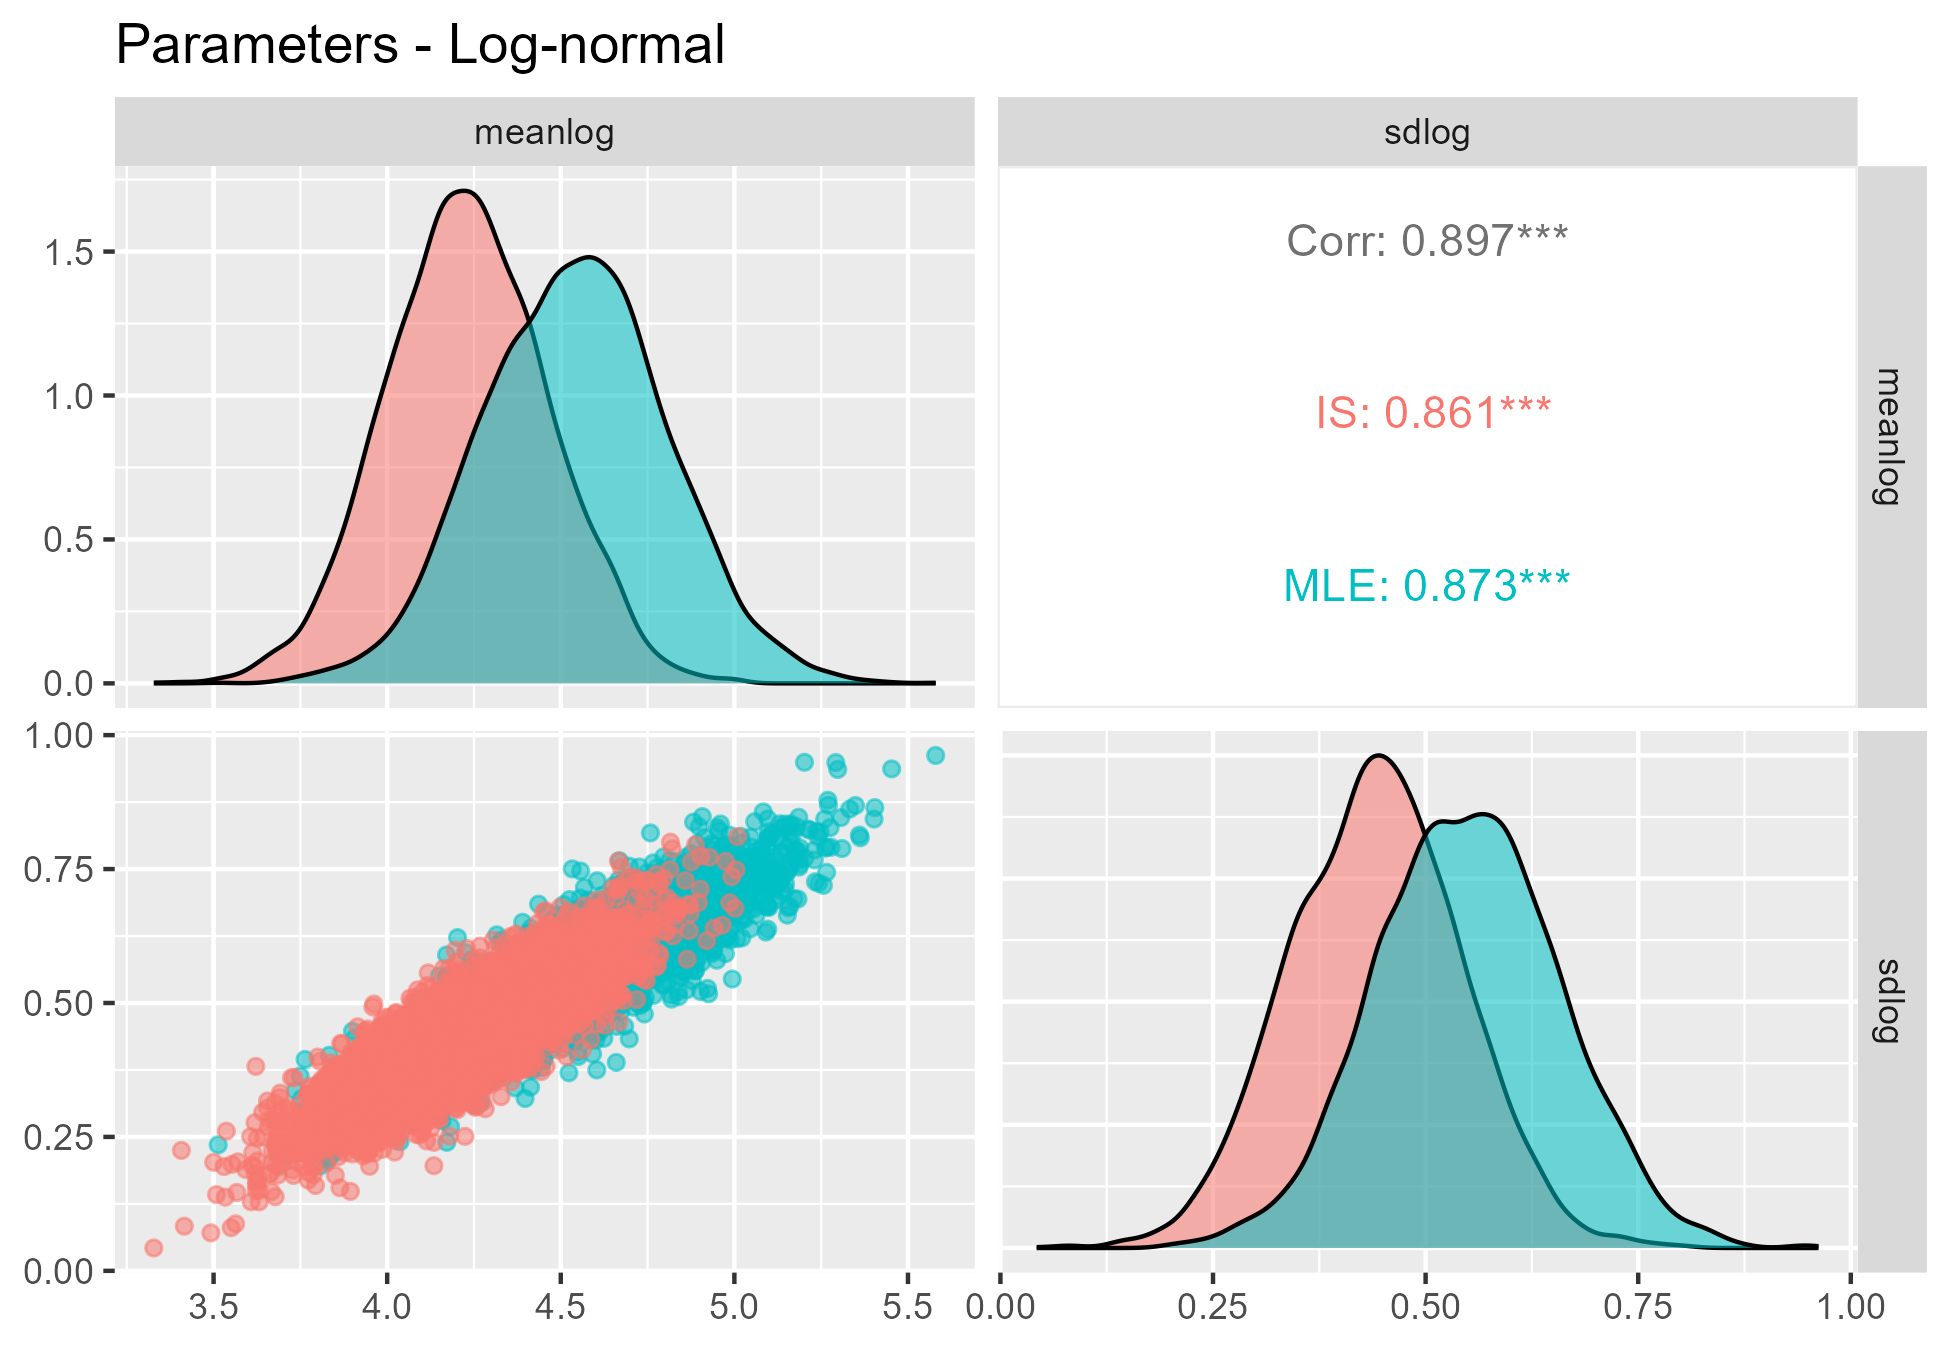 Parameters - Log-normal
meanlog
sdlog
1.5
1.0
0.5
0.0
Corr: 0.897***
IS: 0.861***
MLE: 0.873***
meanlog
1.00
0.75
0.50
0.25
0.00
sdlog
3.5 4.0 4.5 5.0 5.5
0.00 0.25 0.50 0.75 1.00